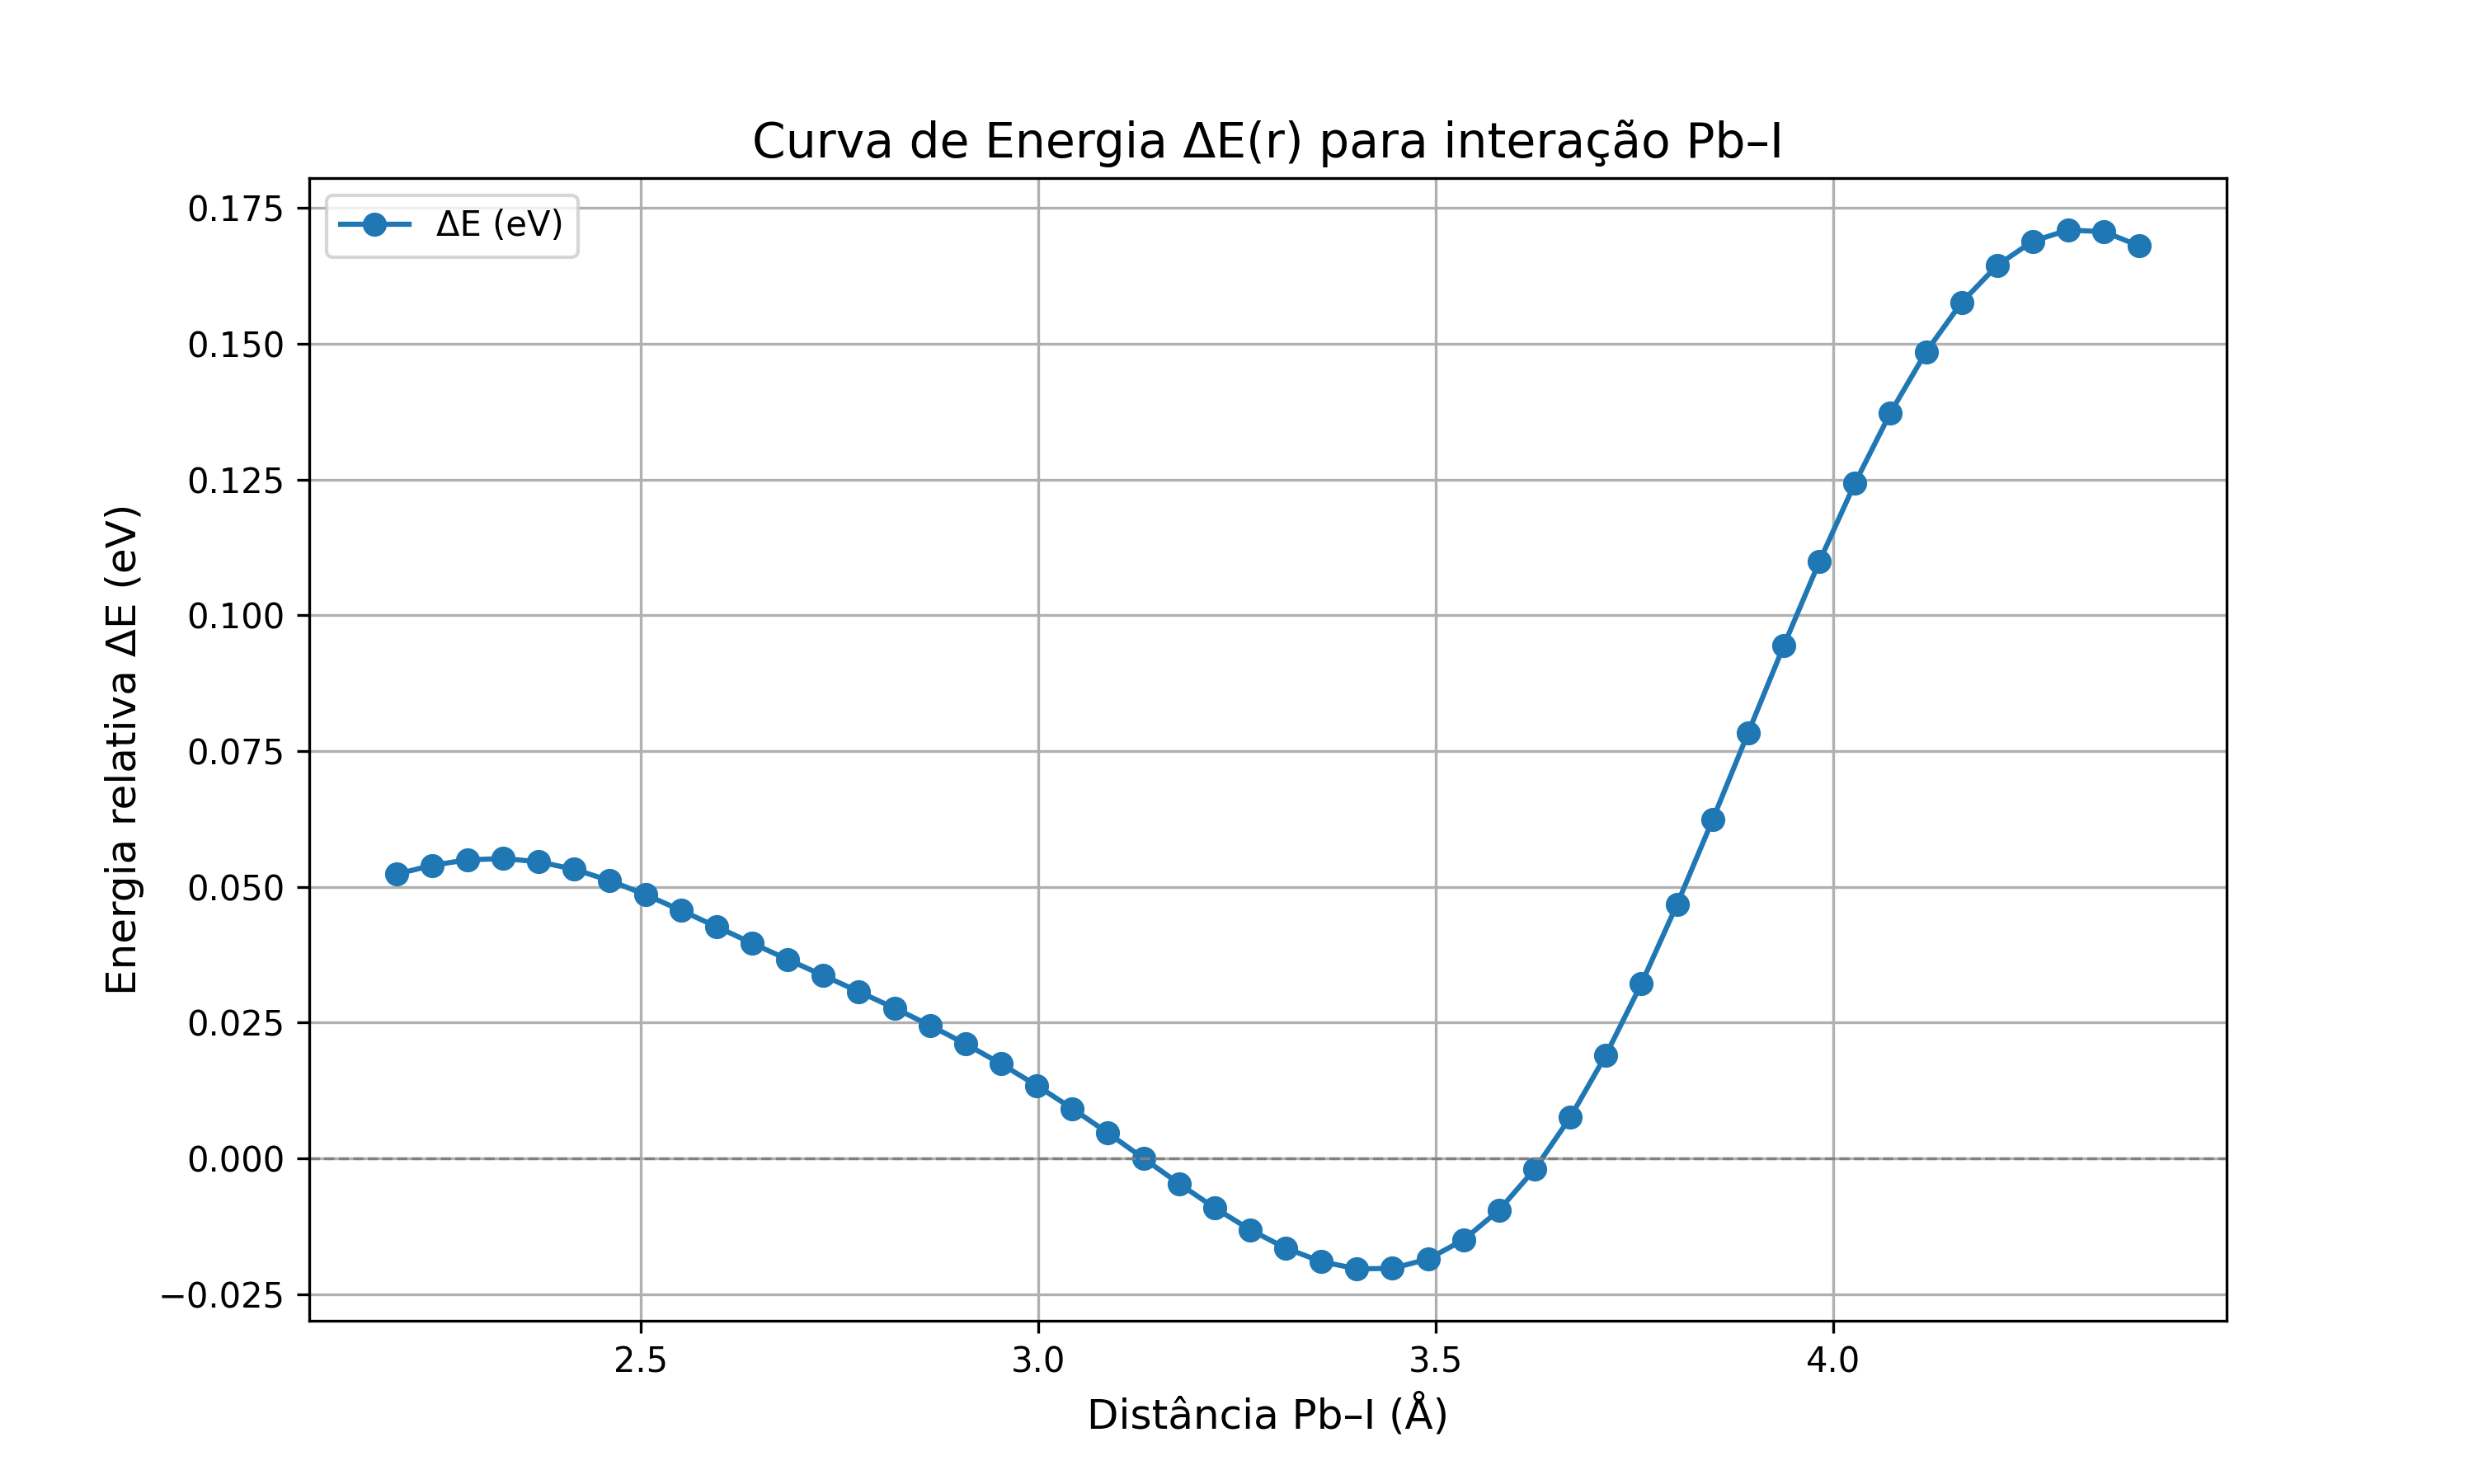 Curva de Energia ΔE(r) para interação Pb–I
ΔE (eV)
Energia relativa ΔE (eV)
0.175
0.150
0.125
0.100
0.075
0.050
0.025
0.000
−0.025
2.5 3.0 3.5 4.0
Distância Pb–I (Å)